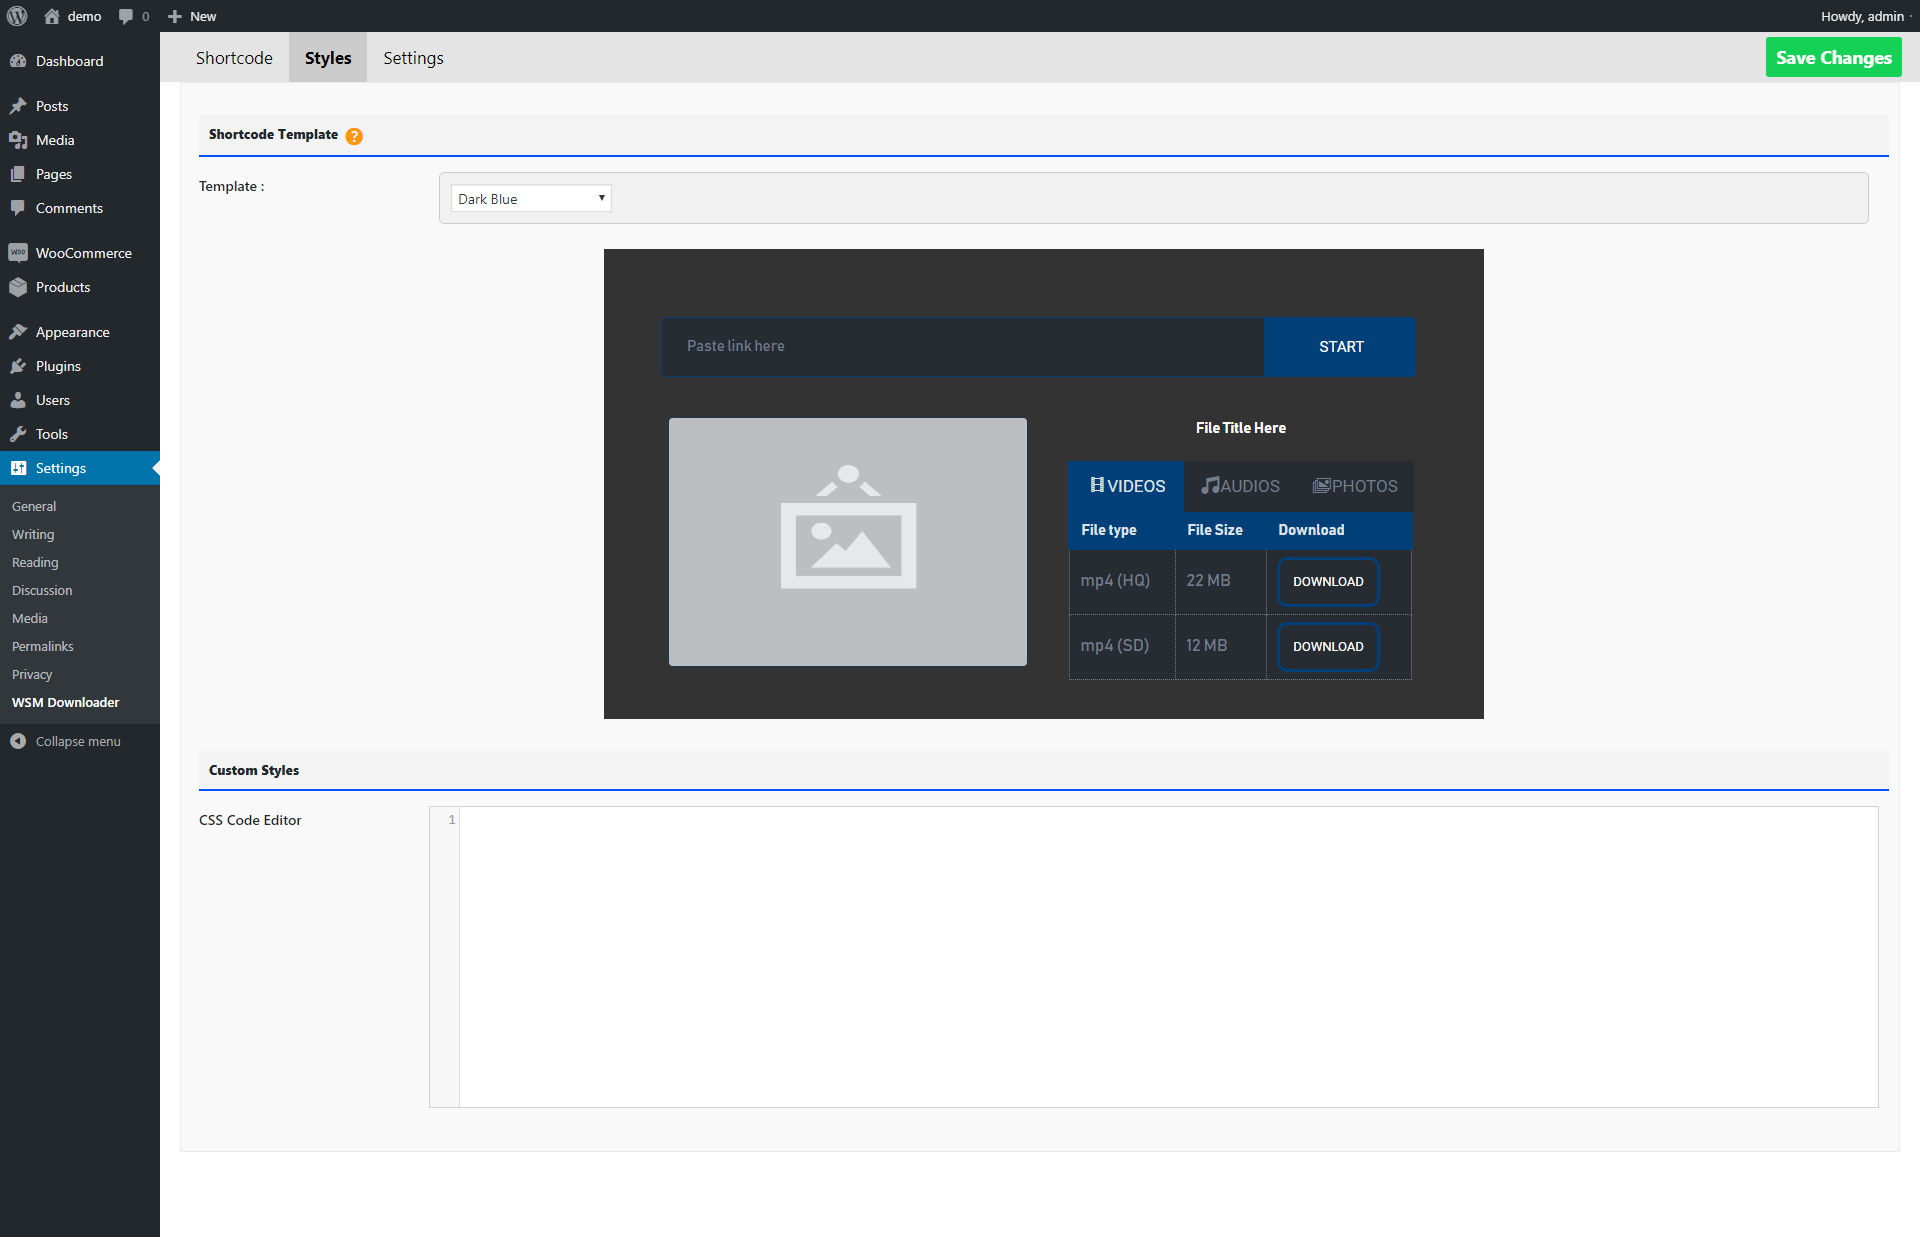 demo 0 New Howdy, admin
Dashboard
Posts
Media
Pages
Comments
WooCommerce
Products
Appearance
Plugins
Users
Tools
Settings
General
Writing
Reading
Discussion
Media
Permalinks
Privacy
WSM Downloader
Collapse menu
Shortcode Styles Settings Save Changes
Shortcode Template ?
Template : Dark Blue
Paste link here START
File Title Here
VIDEOS AUDIOS PHOTOS
File type File Size Download
mp4 (HQ) 22 MB DOWNLOAD
mp4 (SD) 12 MB DOWNLOAD
Custom Styles
CSS Code Editor 1